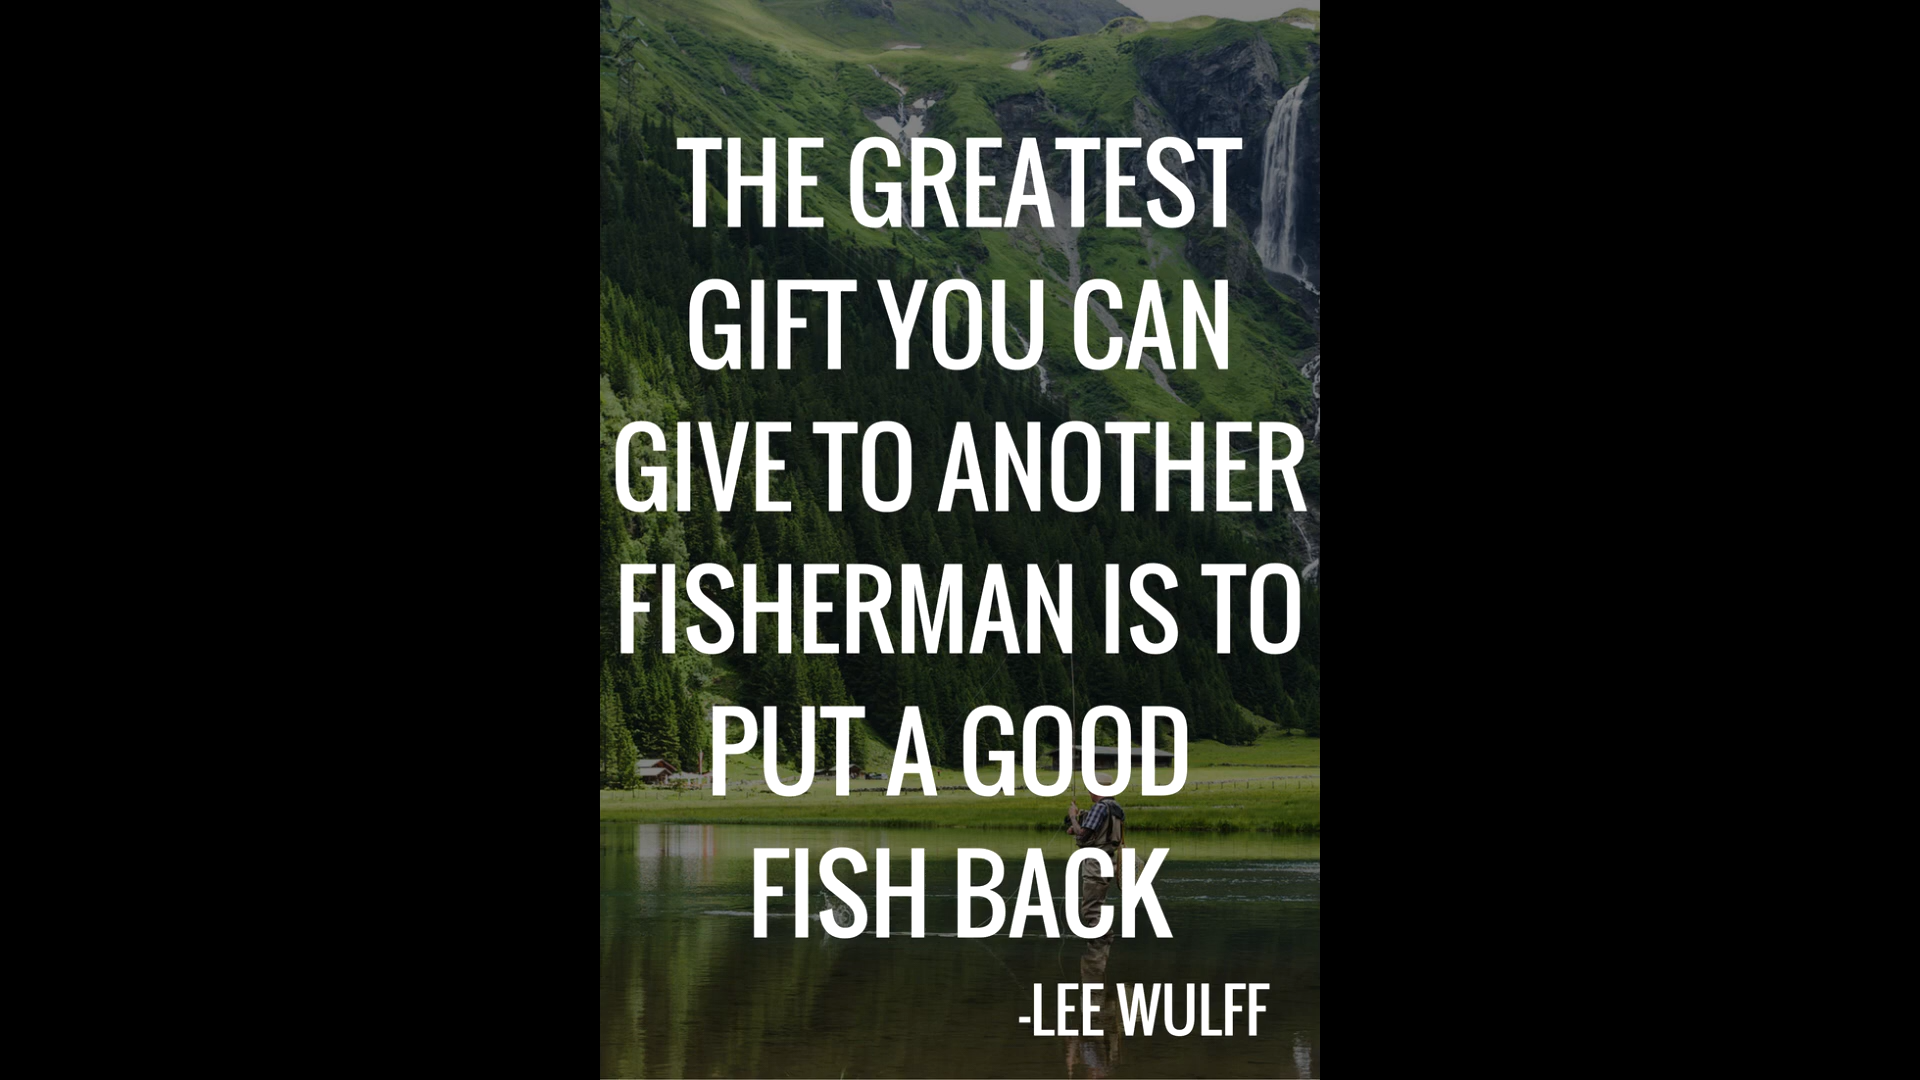 THE GREATEST
GIFT YOU CAN
GIVE TO ANOTHER
FISHERMAN IS TO
PUT A GOOD
FISH BACK
-LEE WULFF